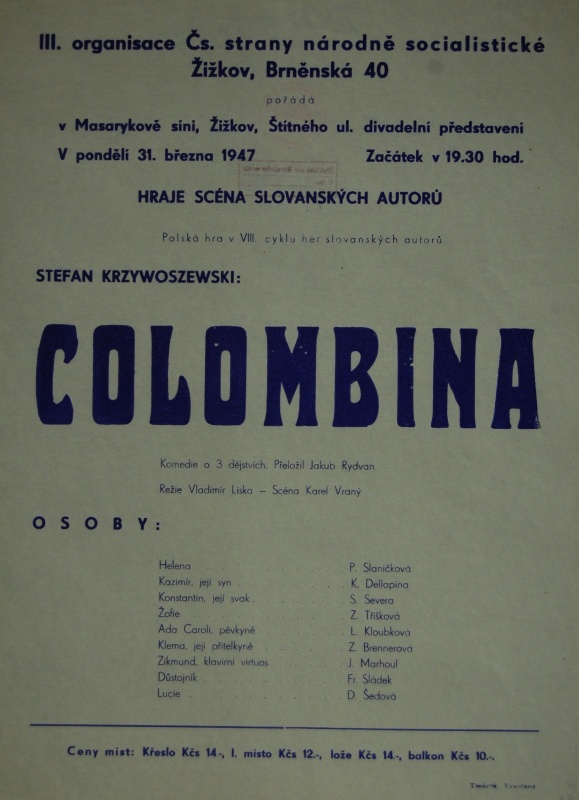 III. organisace Čs. strany národně socialistické
Žižkov, Brněnská 40
pořádá
v Masarykově síni, Žižkov, Štítného ul. divadelní představení
V pondělí 31. března 1947 Začátek v 19.30 hod.
HRAJE SCÉNA SLOVANSKÝCH AUTORŮ
Polská hra v VIII. cyklu her slovanských autorů.
STEFAN KRZYWOSZEWSKI:
COLOMBINA
Komedie o 3 dějstvích. Přeložil Jakub Rydvan.
Režie Vladimír Liska – Scéna Karel Vraný
OSOBY:
Helena . . . . . . . . . P. Slaničková
Kazimír, její syn . . . . . . . . K. Dellapina
Konstantin, její svak . . . . . . . S. Severa
Žofie . . . . . . . . . Z. Tříšková
Ada Caroli, pěvkyně . . . . . . . L. Kloubková
Klema, její přítelkyně . . . . . . . Z. Brennerová
Zikmund, klavírní virtuos . . . . . . J. Marhoul
Důstojník . . . . . . . . . Fr. Sládek
Lucie . . . . . . . . . D. Šedová
Ceny míst: Křeslo Kčs 14.-, I. místo Kčs 12.-, lože Kčs 14.-, balkon Kčs 10.-.